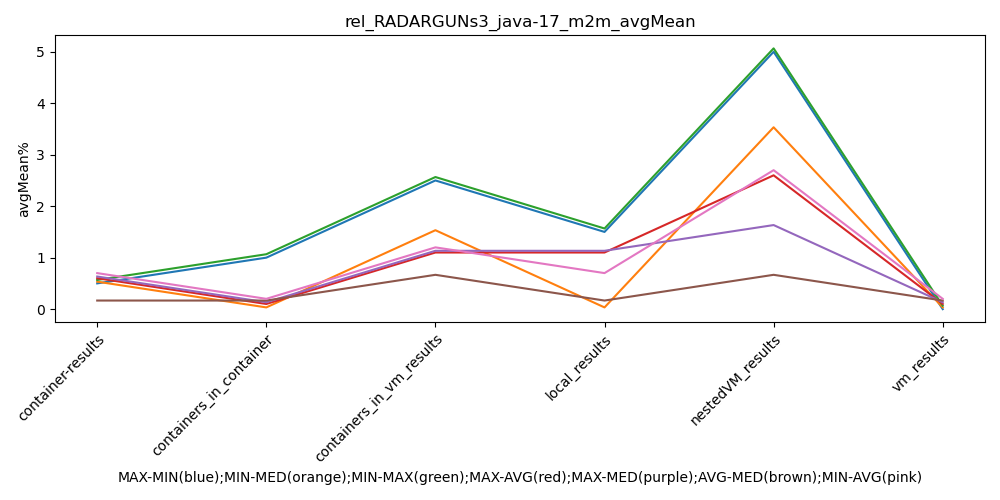 rel_RADARGUNs3_java-17_m2m_avgMean
avgMean%
5
4
3
2
1
0
container-results
containers_in_container
containers_in_vm_results
local_results
nestedVM_results
vm_results
MAX-MIN(blue);MIN-MED(orange);MIN-MAX(green);MAX-AVG(red);MAX-MED(purple);AVG-MED(brown);MIN-AVG(pink)